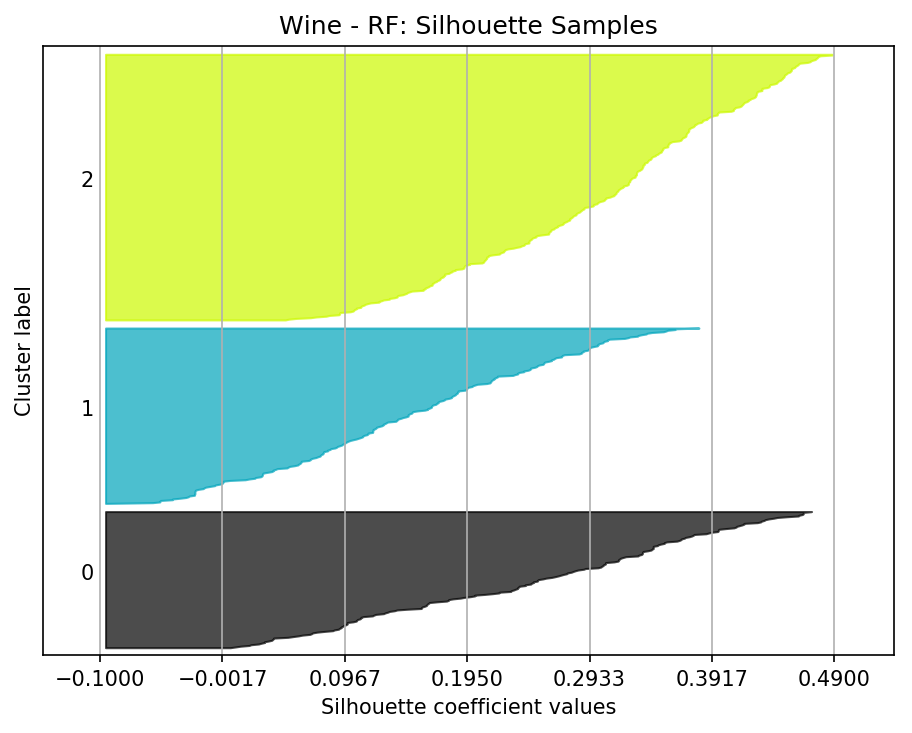 Wine - RF: Silhouette Samples
Cluster label
2
1
0
−0.1000 −0.0017 0.0967 0.1950 0.2933 0.3917 0.4900
Silhouette coefficient values